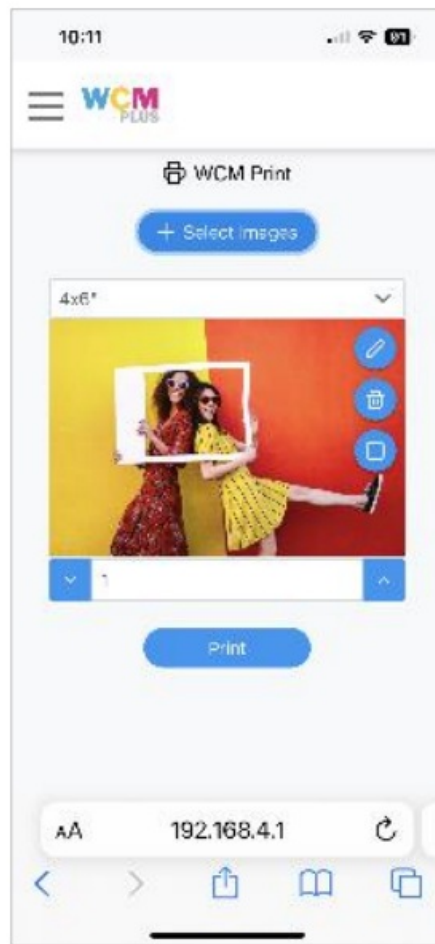 10:11
WCM
PLUS
WCM Print
+ Select Images
4x6"
1
Print
AA 192.168.4.1